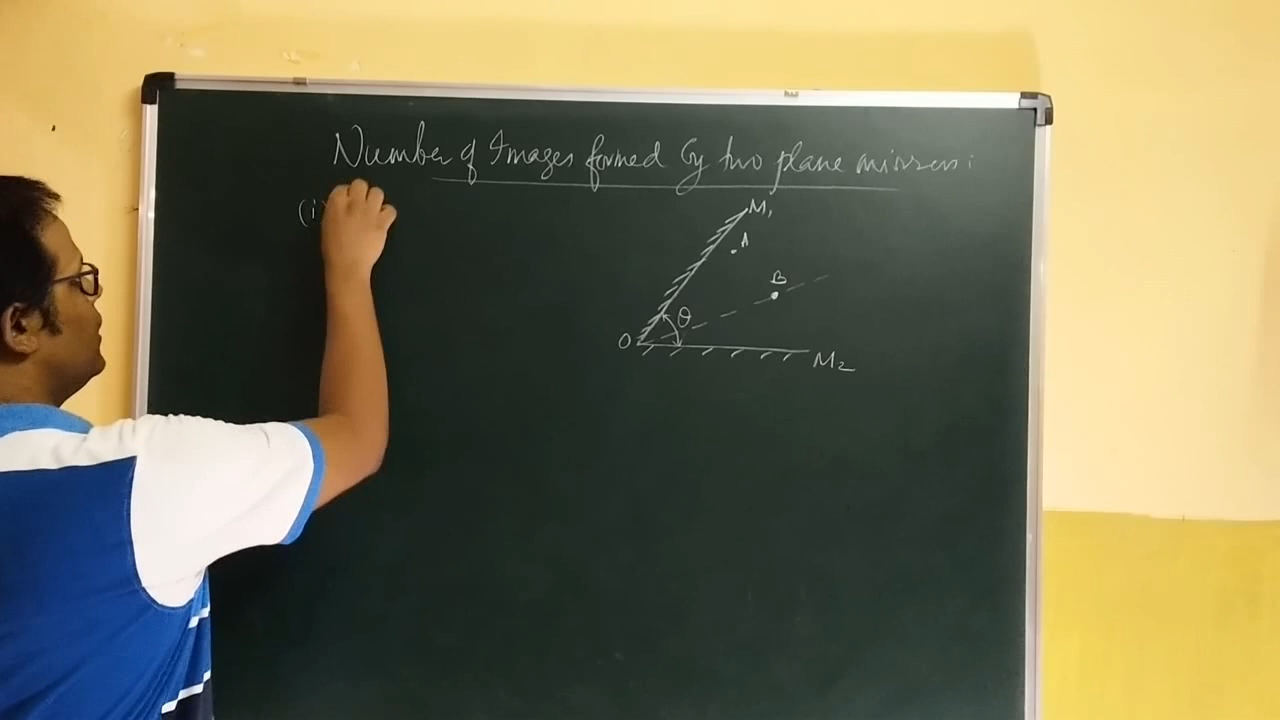 Number of Images formed by two plane mirrors:
(i)
M1
A
B
θ
O
M2